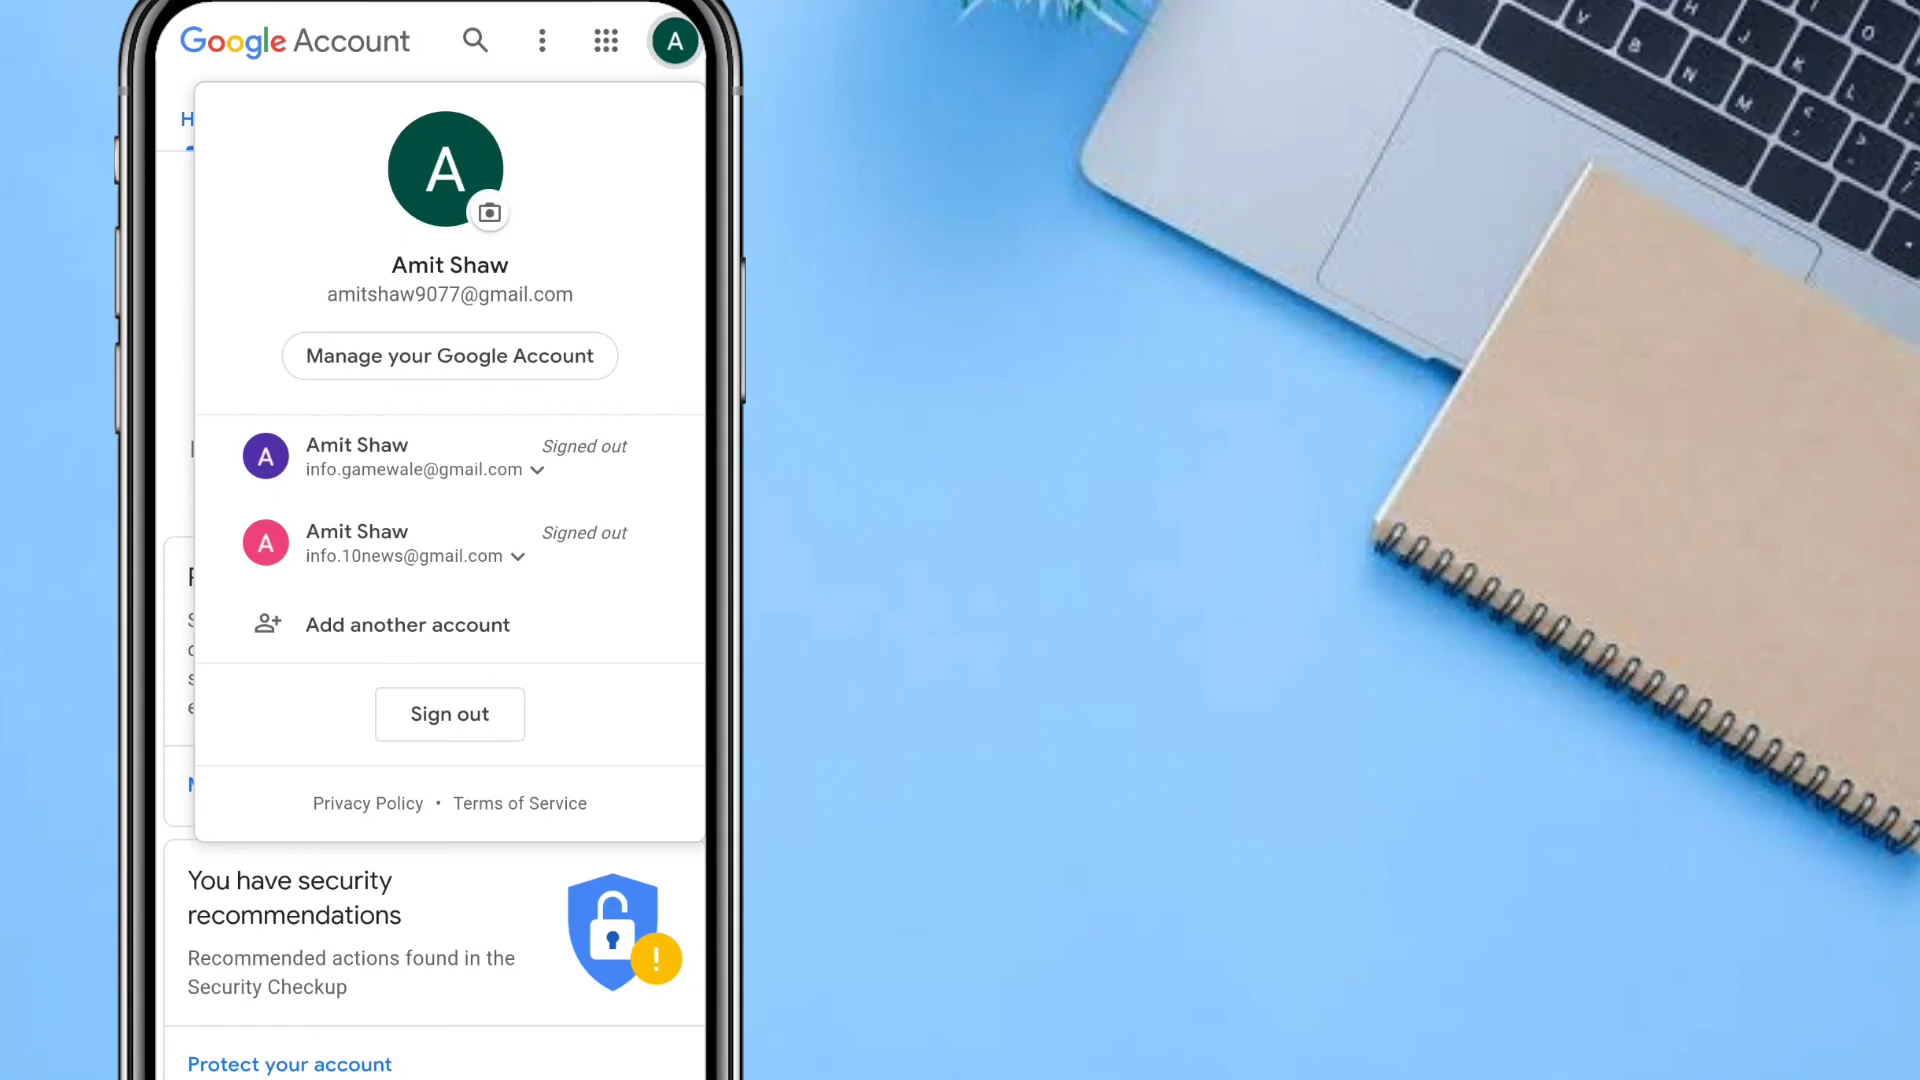 Google Account
A
H
A
Amit Shaw
amitshaw9077@gmail.com
Manage your Google Account
A
Amit Shaw
Signed out
info.gamewale@gmail.com
A
Amit Shaw
Signed out
info.10news@gmail.com
Add another account
Sign out
Privacy Policy • Terms of Service
You have security
recommendations
Recommended actions found in the
Security Checkup
!
Protect your account
V
B
N
M
H
J
K
L
I
O
<
,
>
.
?
/